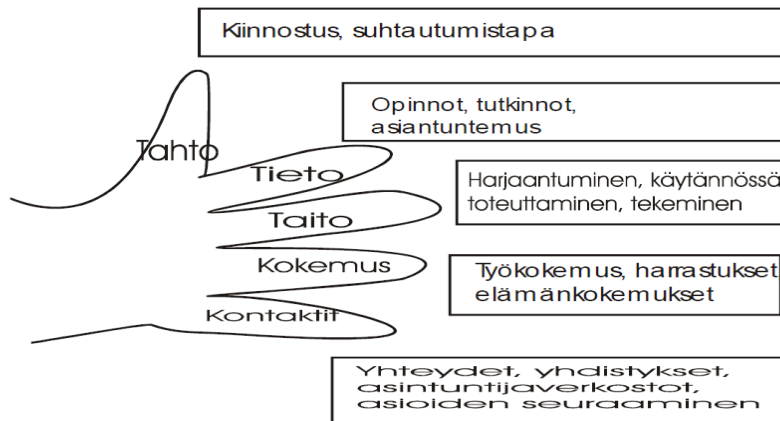 Kiinnostus, suhtautumistapa
Opinnot, tutkinnot,
asiantuntemus
Tahto
Tieto
Harjaantuminen, käytännössä
toteuttaminen, tekeminen
Taito
Kokemus
Työkokemus, harrastukset
elämänkokemukset
Kontaktit
Yhteydet, yhdistykset,
asintuntijaverkostot,
asioiden seuraaminen